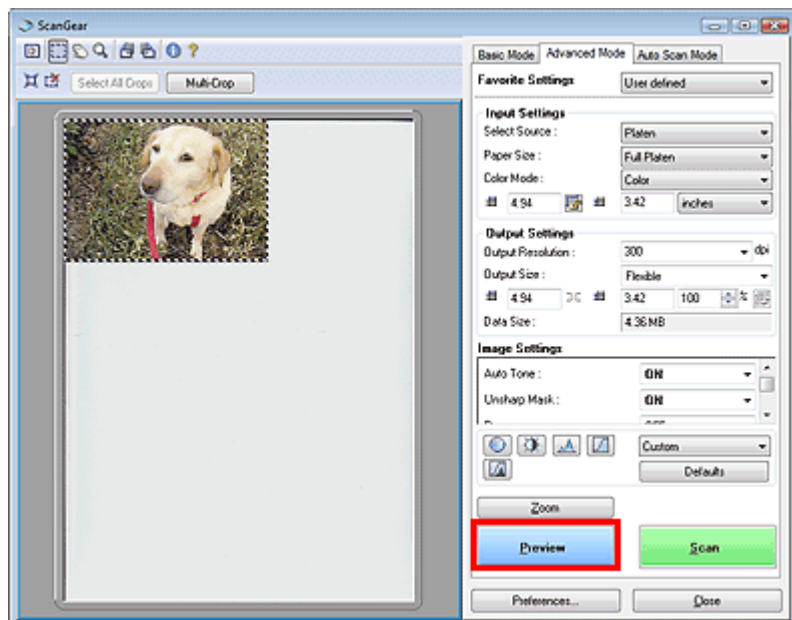 ScanGear
Select All Crops Multi-Crop
Basic Mode Advanced Mode Auto Scan Mode
Favorite Settings User defined
Input Settings
Select Source : Platen
Paper Size : Full Platen
Color Mode : Color
4.94 3.42 inches
Output Settings
Output Resolution : 300 dpi
Output Size : Flexible
4.94 3.42 100 %
Data Size : 4.36 MB
Image Settings
Auto Tone : ON
Unsharp Mask : ON
Custom
Defaults
Zoom
Preview Scan
Preferences... Close